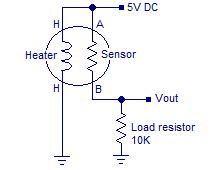 5V DC
H
A
Heater
Sensor
H
B
Vout
Load resistor
10K